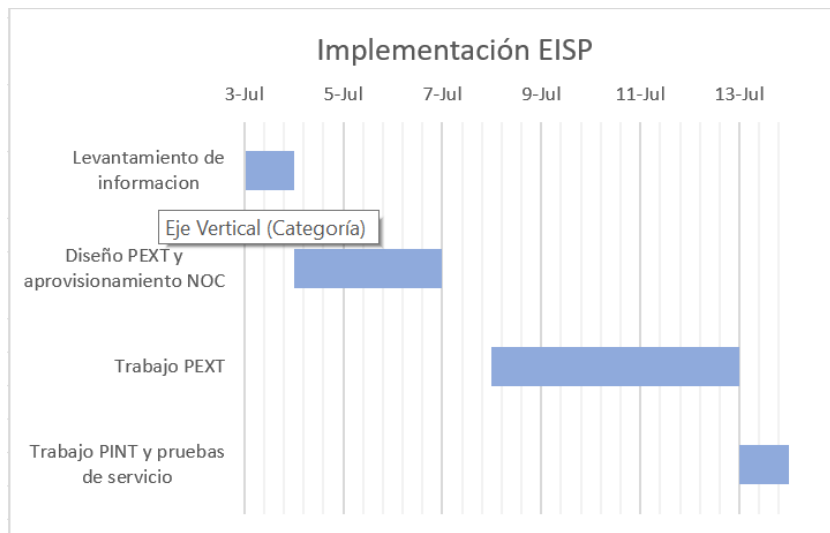 Implementación EISP
3-Jul 5-Jul 7-Jul 9-Jul 11-Jul 13-Jul
Levantamiento de
informacion
Eje Vertical (Categoría)
Diseño PEXT y
aprovisionamiento NOC
Trabajo PEXT
Trabajo PINT y pruebas
de servicio